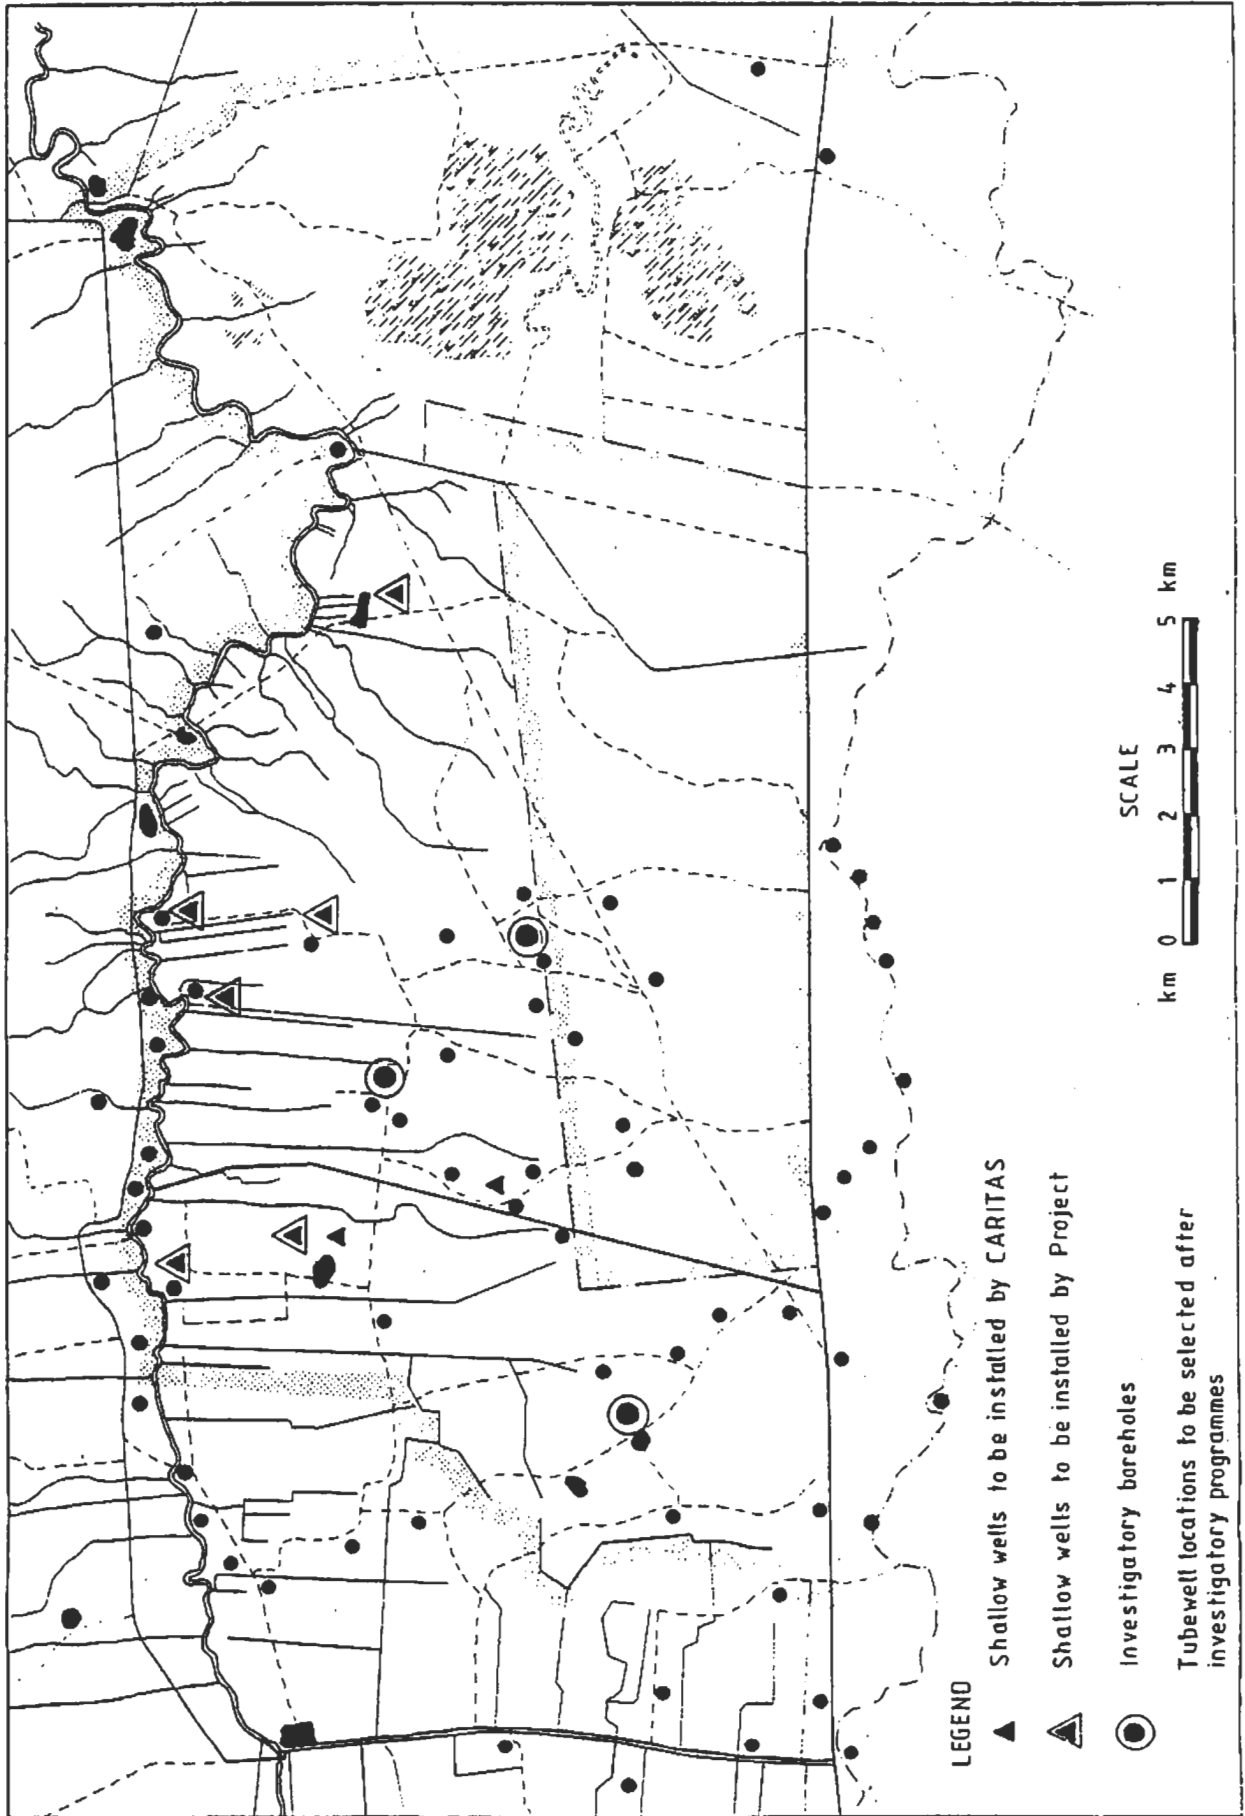 LEGEND
Shallow wells to be installed by CARITAS
Shallow wells to be installed by Project
Investigatory boreholes
Tubewell locations to be selected after
investigatory programmes
SCALE
km 0 1 2 3 4 5 km